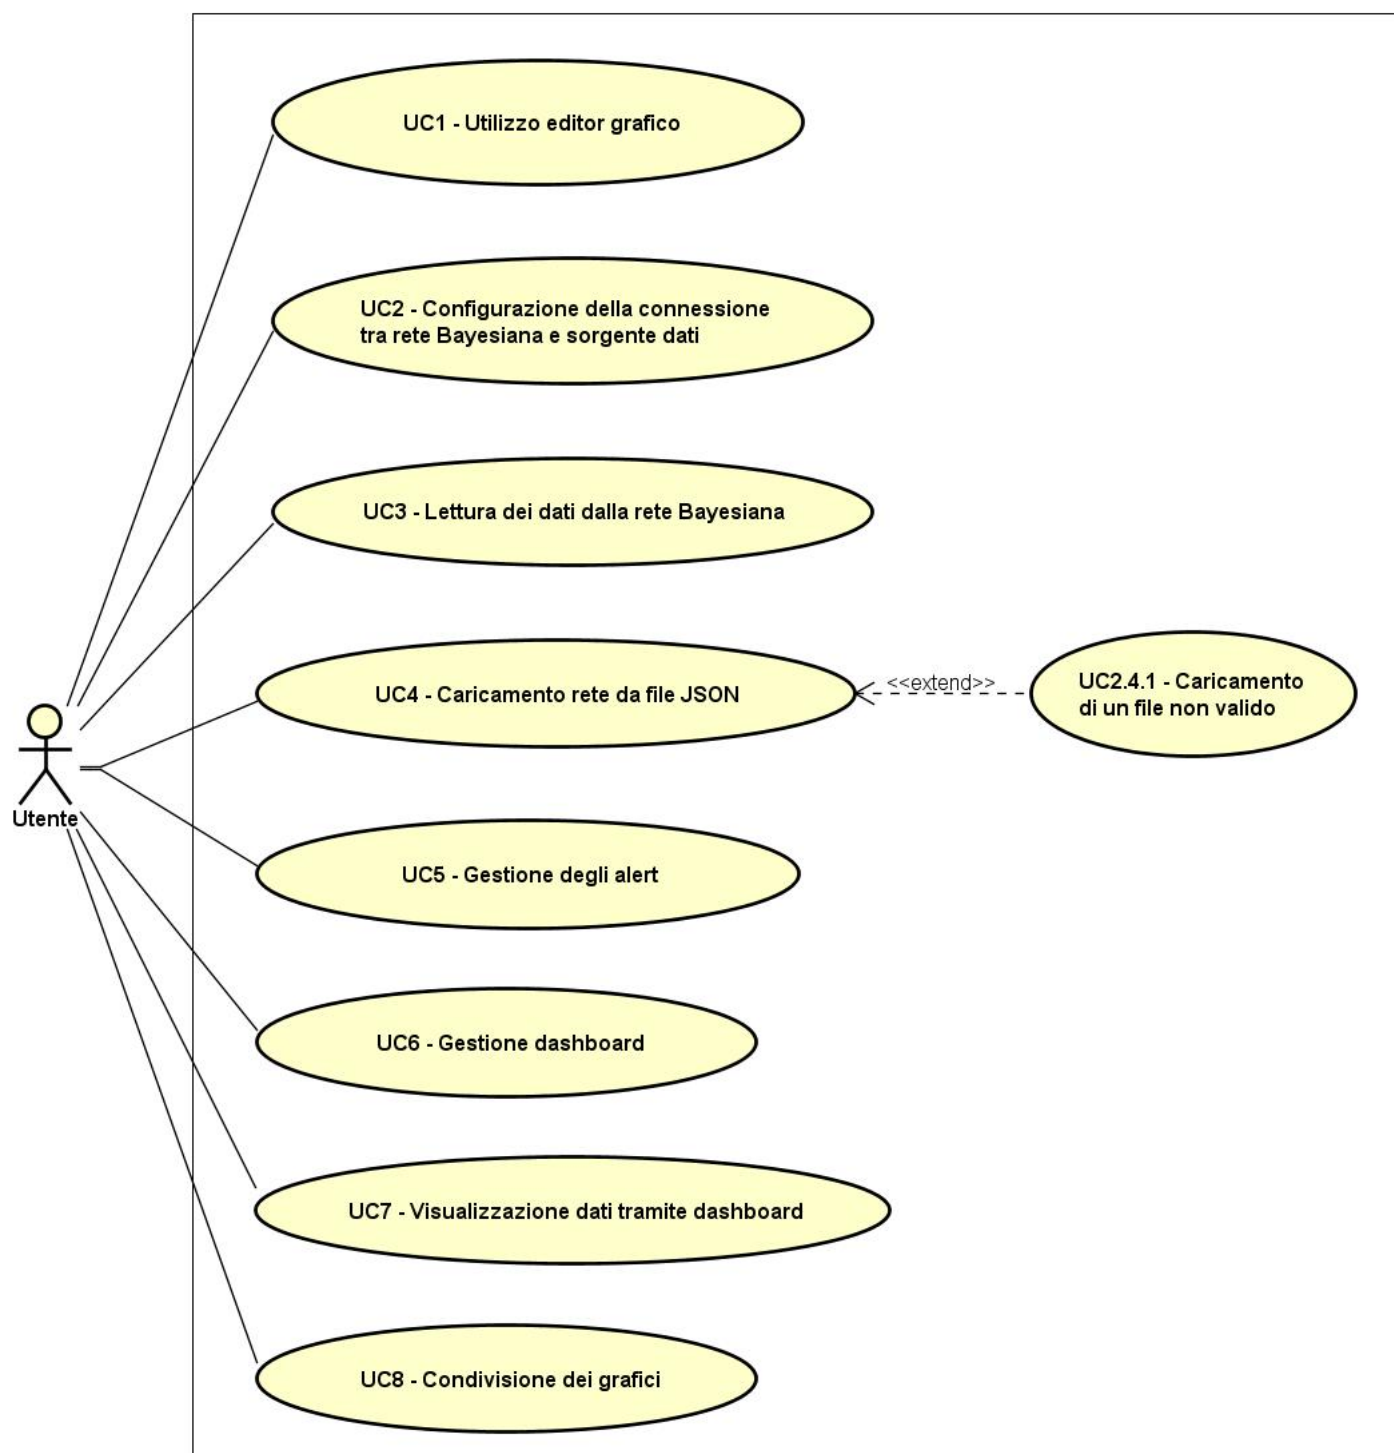 UC1 - Utilizzo editor grafico
UC2 - Configurazione della connessione
tra rete Bayesiana e sorgente dati
UC3 - Lettura dei dati dalla rete Bayesiana
UC4 - Caricamento rete da file JSON
<<extend>>
UC2.4.1 - Caricamento
di un file non valido
Utente
UC5 - Gestione degli alert
UC6 - Gestione dashboard
UC7 - Visualizzazione dati tramite dashboard
UC8 - Condivisione dei grafici